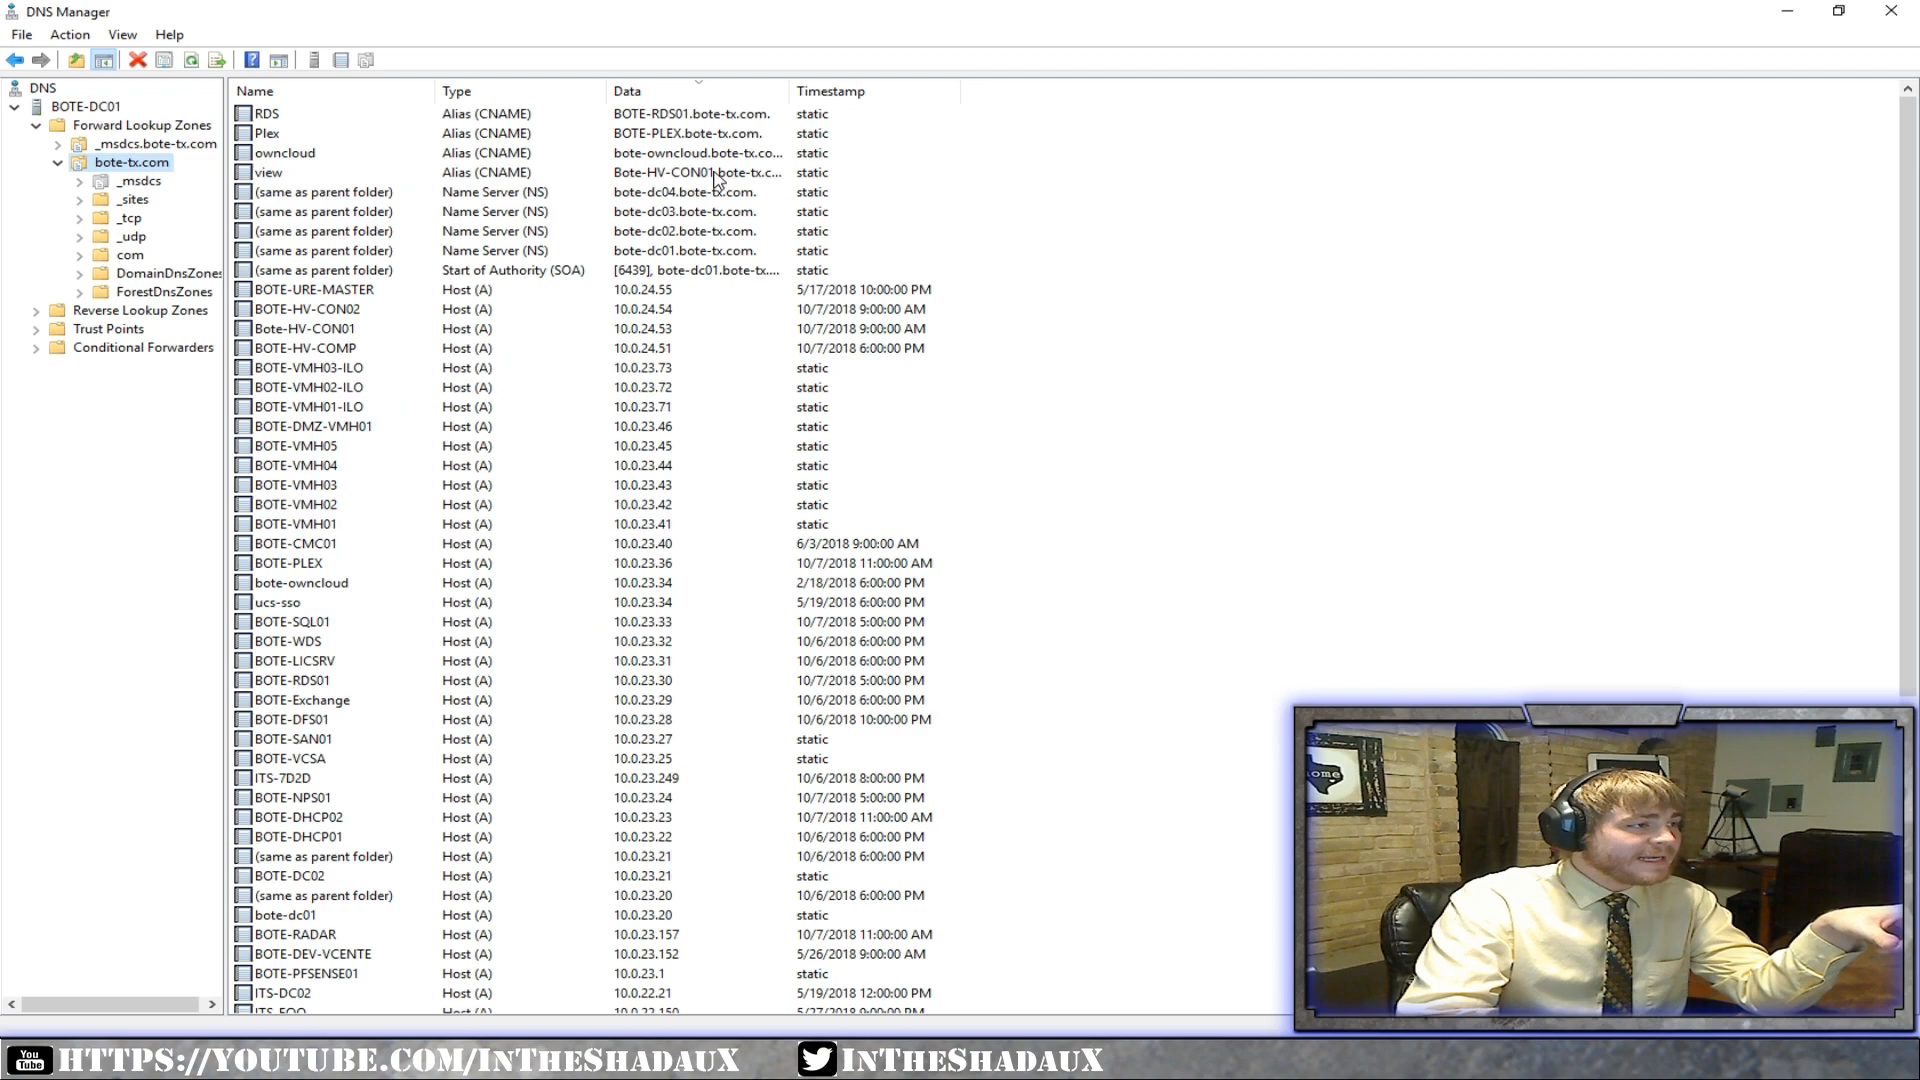 DNS Manager
File Action View Help
DNS
BOTE-DC01
Forward Lookup Zones
_msdcs.bote-tx.com
bote-tx.com
_msdcs
_sites
_tcp
_udp
com
DomainDnsZones
ForestDnsZones
Reverse Lookup Zones
Trust Points
Conditional Forwarders
Name Type Data Timestamp
RDS Alias (CNAME) BOTE-RDS01.bote-tx.com. static
Plex Alias (CNAME) BOTE-PLEX.bote-tx.com. static
owncloud Alias (CNAME) bote-owncloud.bote-tx.co... static
view Alias (CNAME) Bote-HV-CON01.bote-tx.c... static
(same as parent folder) Name Server (NS) bote-dc04.bote-tx.com. static
(same as parent folder) Name Server (NS) bote-dc03.bote-tx.com. static
(same as parent folder) Name Server (NS) bote-dc02.bote-tx.com. static
(same as parent folder) Name Server (NS) bote-dc01.bote-tx.com. static
(same as parent folder) Start of Authority (SOA) [6439], bote-dc01.bote-tx.... static
BOTE-URE-MASTER Host (A) 10.0.24.55 5/17/2018 10:00:00 PM
BOTE-HV-CON02 Host (A) 10.0.24.54 10/7/2018 9:00:00 AM
Bote-HV-CON01 Host (A) 10.0.24.53 10/7/2018 9:00:00 AM
BOTE-HV-COMP Host (A) 10.0.24.51 10/7/2018 6:00:00 PM
BOTE-VMH03-ILO Host (A) 10.0.23.73 static
BOTE-VMH02-ILO Host (A) 10.0.23.72 static
BOTE-VMH01-ILO Host (A) 10.0.23.71 static
BOTE-DMZ-VMH01 Host (A) 10.0.23.46 static
BOTE-VMH05 Host (A) 10.0.23.45 static
BOTE-VMH04 Host (A) 10.0.23.44 static
BOTE-VMH03 Host (A) 10.0.23.43 static
BOTE-VMH02 Host (A) 10.0.23.42 static
BOTE-VMH01 Host (A) 10.0.23.41 static
BOTE-CMC01 Host (A) 10.0.23.40 6/3/2018 9:00:00 AM
BOTE-PLEX Host (A) 10.0.23.36 10/7/2018 11:00:00 AM
bote-owncloud Host (A) 10.0.23.34 2/18/2018 6:00:00 PM
ucs-sso Host (A) 10.0.23.34 5/19/2018 6:00:00 PM
BOTE-SQL01 Host (A) 10.0.23.33 10/7/2018 5:00:00 PM
BOTE-WDS Host (A) 10.0.23.32 10/6/2018 6:00:00 PM
BOTE-LICSRV Host (A) 10.0.23.31 10/6/2018 6:00:00 PM
BOTE-RDS01 Host (A) 10.0.23.30 10/7/2018 5:00:00 PM
BOTE-Exchange Host (A) 10.0.23.29 10/6/2018 6:00:00 PM
BOTE-DFS01 Host (A) 10.0.23.28 10/6/2018 10:00:00 PM
BOTE-SAN01 Host (A) 10.0.23.27 static
BOTE-VCSA Host (A) 10.0.23.25 static
ITS-7D2D Host (A) 10.0.23.249 10/6/2018 8:00:00 PM
BOTE-NPS01 Host (A) 10.0.23.24 10/7/2018 5:00:00 PM
BOTE-DHCP02 Host (A) 10.0.23.23 10/7/2018 11:00:00 AM
BOTE-DHCP01 Host (A) 10.0.23.22 10/6/2018 6:00:00 PM
(same as parent folder) Host (A) 10.0.23.21 10/6/2018 6:00:00 PM
BOTE-DC02 Host (A) 10.0.23.21 static
(same as parent folder) Host (A) 10.0.23.20 10/6/2018 6:00:00 PM
bote-dc01 Host (A) 10.0.23.20 static
BOTE-RADAR Host (A) 10.0.23.157 10/7/2018 11:00:00 AM
BOTE-DEV-VCENTE Host (A) 10.0.23.152 5/26/2018 9:00:00 AM
BOTE-PFSENSE01 Host (A) 10.0.23.1 static
ITS-DC02 Host (A) 10.0.22.21 5/19/2018 12:00:00 PM
Host (A) 10.0.22.150 5/27/2018 9:00:00 PM
ome
You Tube HTTPS://YOUTUBE.COM/INTHESHADAUX INTHESHADAUX